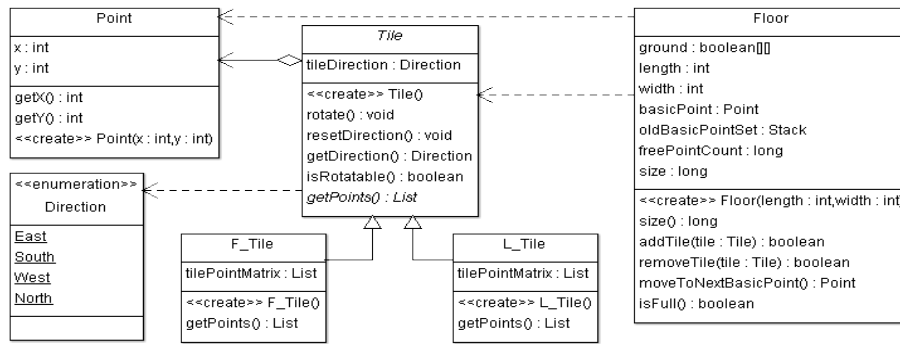 Point
x : int
y : int
getX() : int
getY() : int
<<create>> Point(x : int,y : int)
<<enumeration>>
Direction
East
South
West
North
Tile
tileDirection : Direction
<<create>> Tile()
rotate() : void
resetDirection() : void
getDirection() : Direction
isRotatable() : boolean
getPoints() : List
F_Tile
tilePointMatrix : List
<<create>> F_Tile()
getPoints() : List
L_Tile
tilePointMatrix : List
<<create>> L_Tile()
getPoints() : List
Floor
ground : boolean[][]
length : int
width : int
basicPoint : Point
oldBasicPointSet : Stack
freePointCount : long
size : long
<<create>> Floor(length : int,width : int)
size() : long
addTile(tile : Tile) : boolean
removeTile(tile : Tile) : boolean
moveToNextBasicPoint() : Point
isFull() : boolean